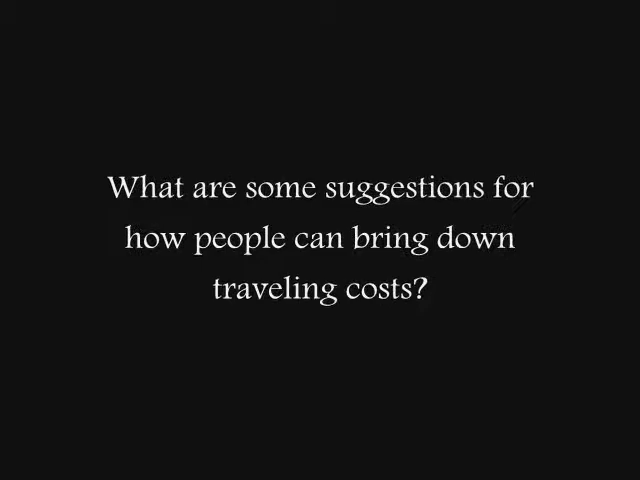 What are some suggestions for
how people can bring down
traveling costs?